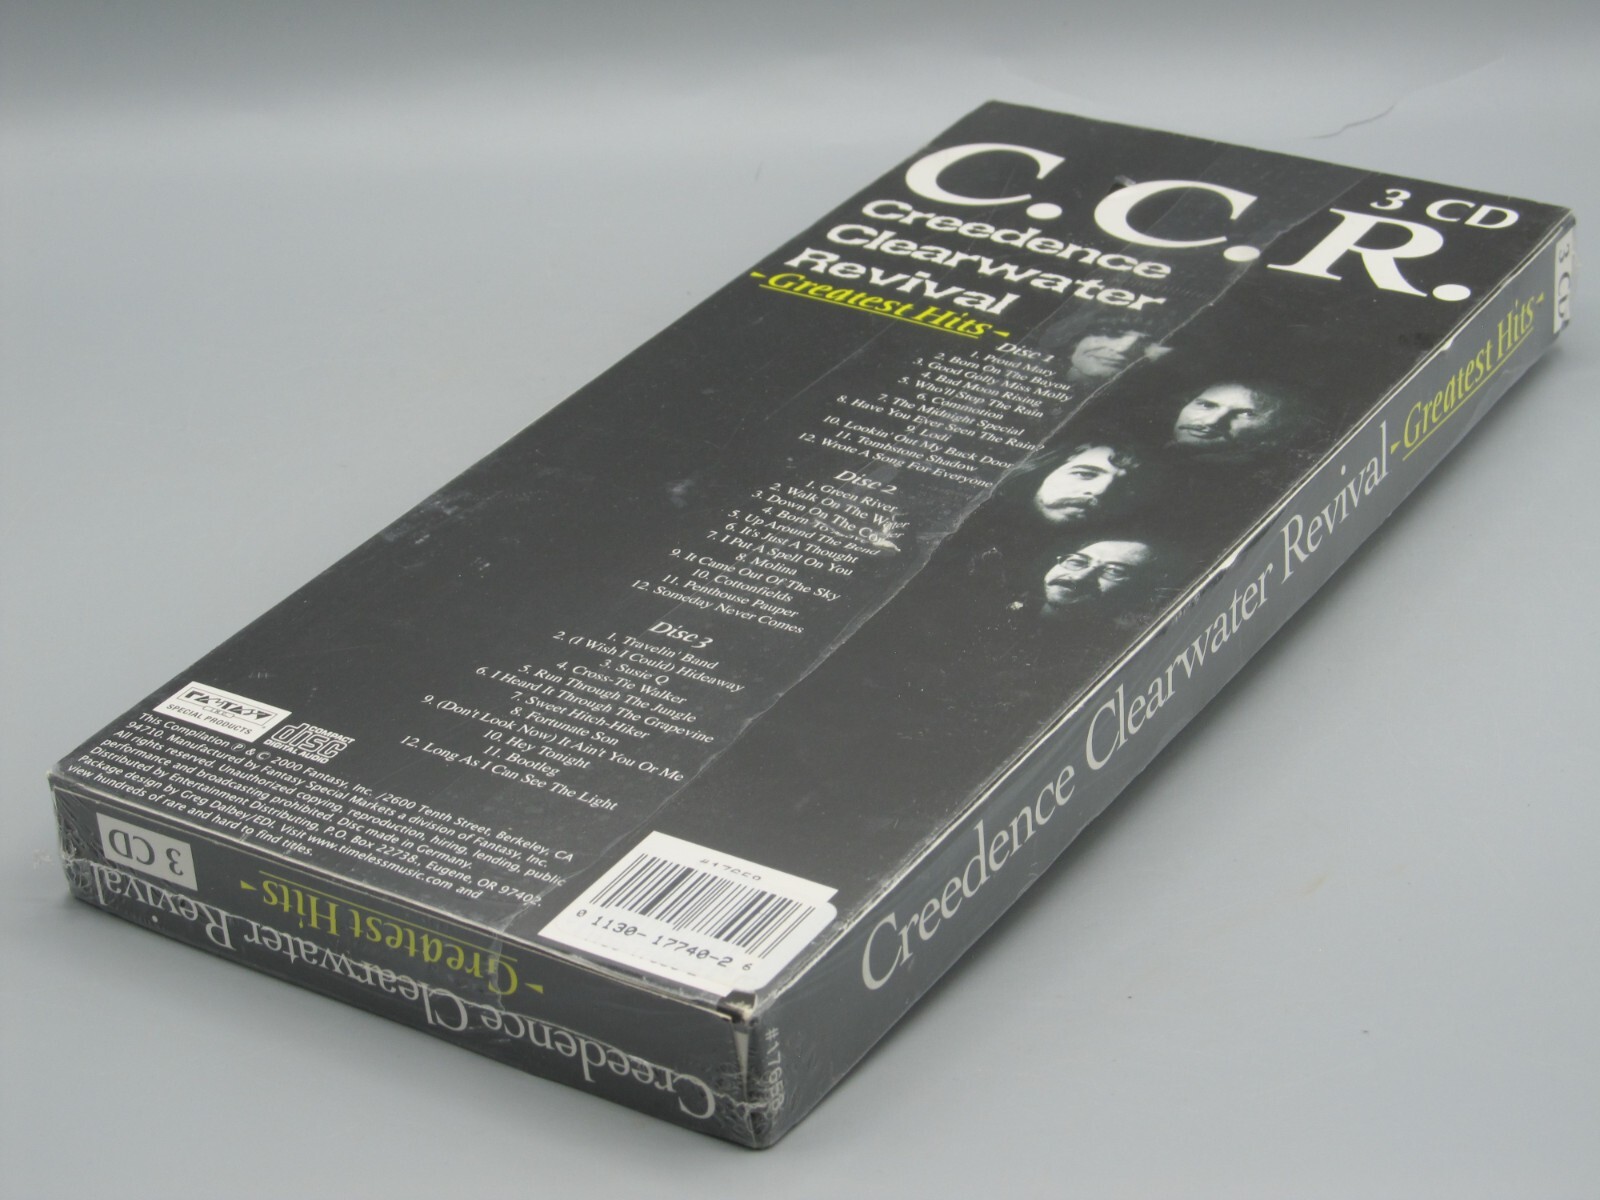 C. C. R.
3 CD
Creedence
Clearwater
Revival
- Greatest Hits -
Disc 1
1. Proud Mary
2. Born On The Bayou
3. Good Golly Miss Molly
4. Bad Moon Rising
5. Who'll Stop The Rain
6. Commotion
7. The Midnight Special
8. Have You Ever Seen The Rain?
9. Lodi
10. Lookin' Out My Back Door
11. Tombstone Shadow
12. Wrote A Song For Everyone
Disc 2
1. Green River
2. Walk On The Water
3. Down On The Corner
4. Born To
5. Up Around The Bend
6. It's Just A Thought
7. I Put A Spell On You
8. Molina
9. It Came Out Of The Sky
10. Cottonfields
11. Penthouse Pauper
12. Someday Never Comes
Disc 3
1. Travelin' Band
2. (I Wish I Could) Hideaway
3. Susie Q
4. Cross-Tie Walker
5. Run Through The Jungle
6. I Heard It Through The Grapevine
7. Sweet Hitch-Hiker
8. Fortunate Son
9. (Don't Look Now) It Ain't You Or Me
10. Hey Tonight
11. Bootleg
12. Long As I Can See The Light
FANTASY
SPECIAL PRODUCTS
COMPACT
disc
DIGITAL AUDIO
This Compilation ℗ & © 2000 Fantasy, Inc. /2600 Tenth Street, Berkeley, CA
94710. Manufactured by Fantasy Special Markets a division of Fantasy, Inc.
All rights reserved. Unauthorized copying, reproduction, hiring, lending, public
performance and broadcasting prohibited. Disc made in Germany.
Distributed by Entertainment Distributing, P.O. Box 22738, Eugene, OR 97402.
Package design by Greg Dalbey/EDI. Visit www.timelessmusic.com and
view hundreds of rare and hard to find titles.
0 1130-17740-2 6
Creedence Clearwater Revival - Greatest Hits -
3 CD
Creedence Clearwater Revival
- Greatest Hits -
3 CD
#17658